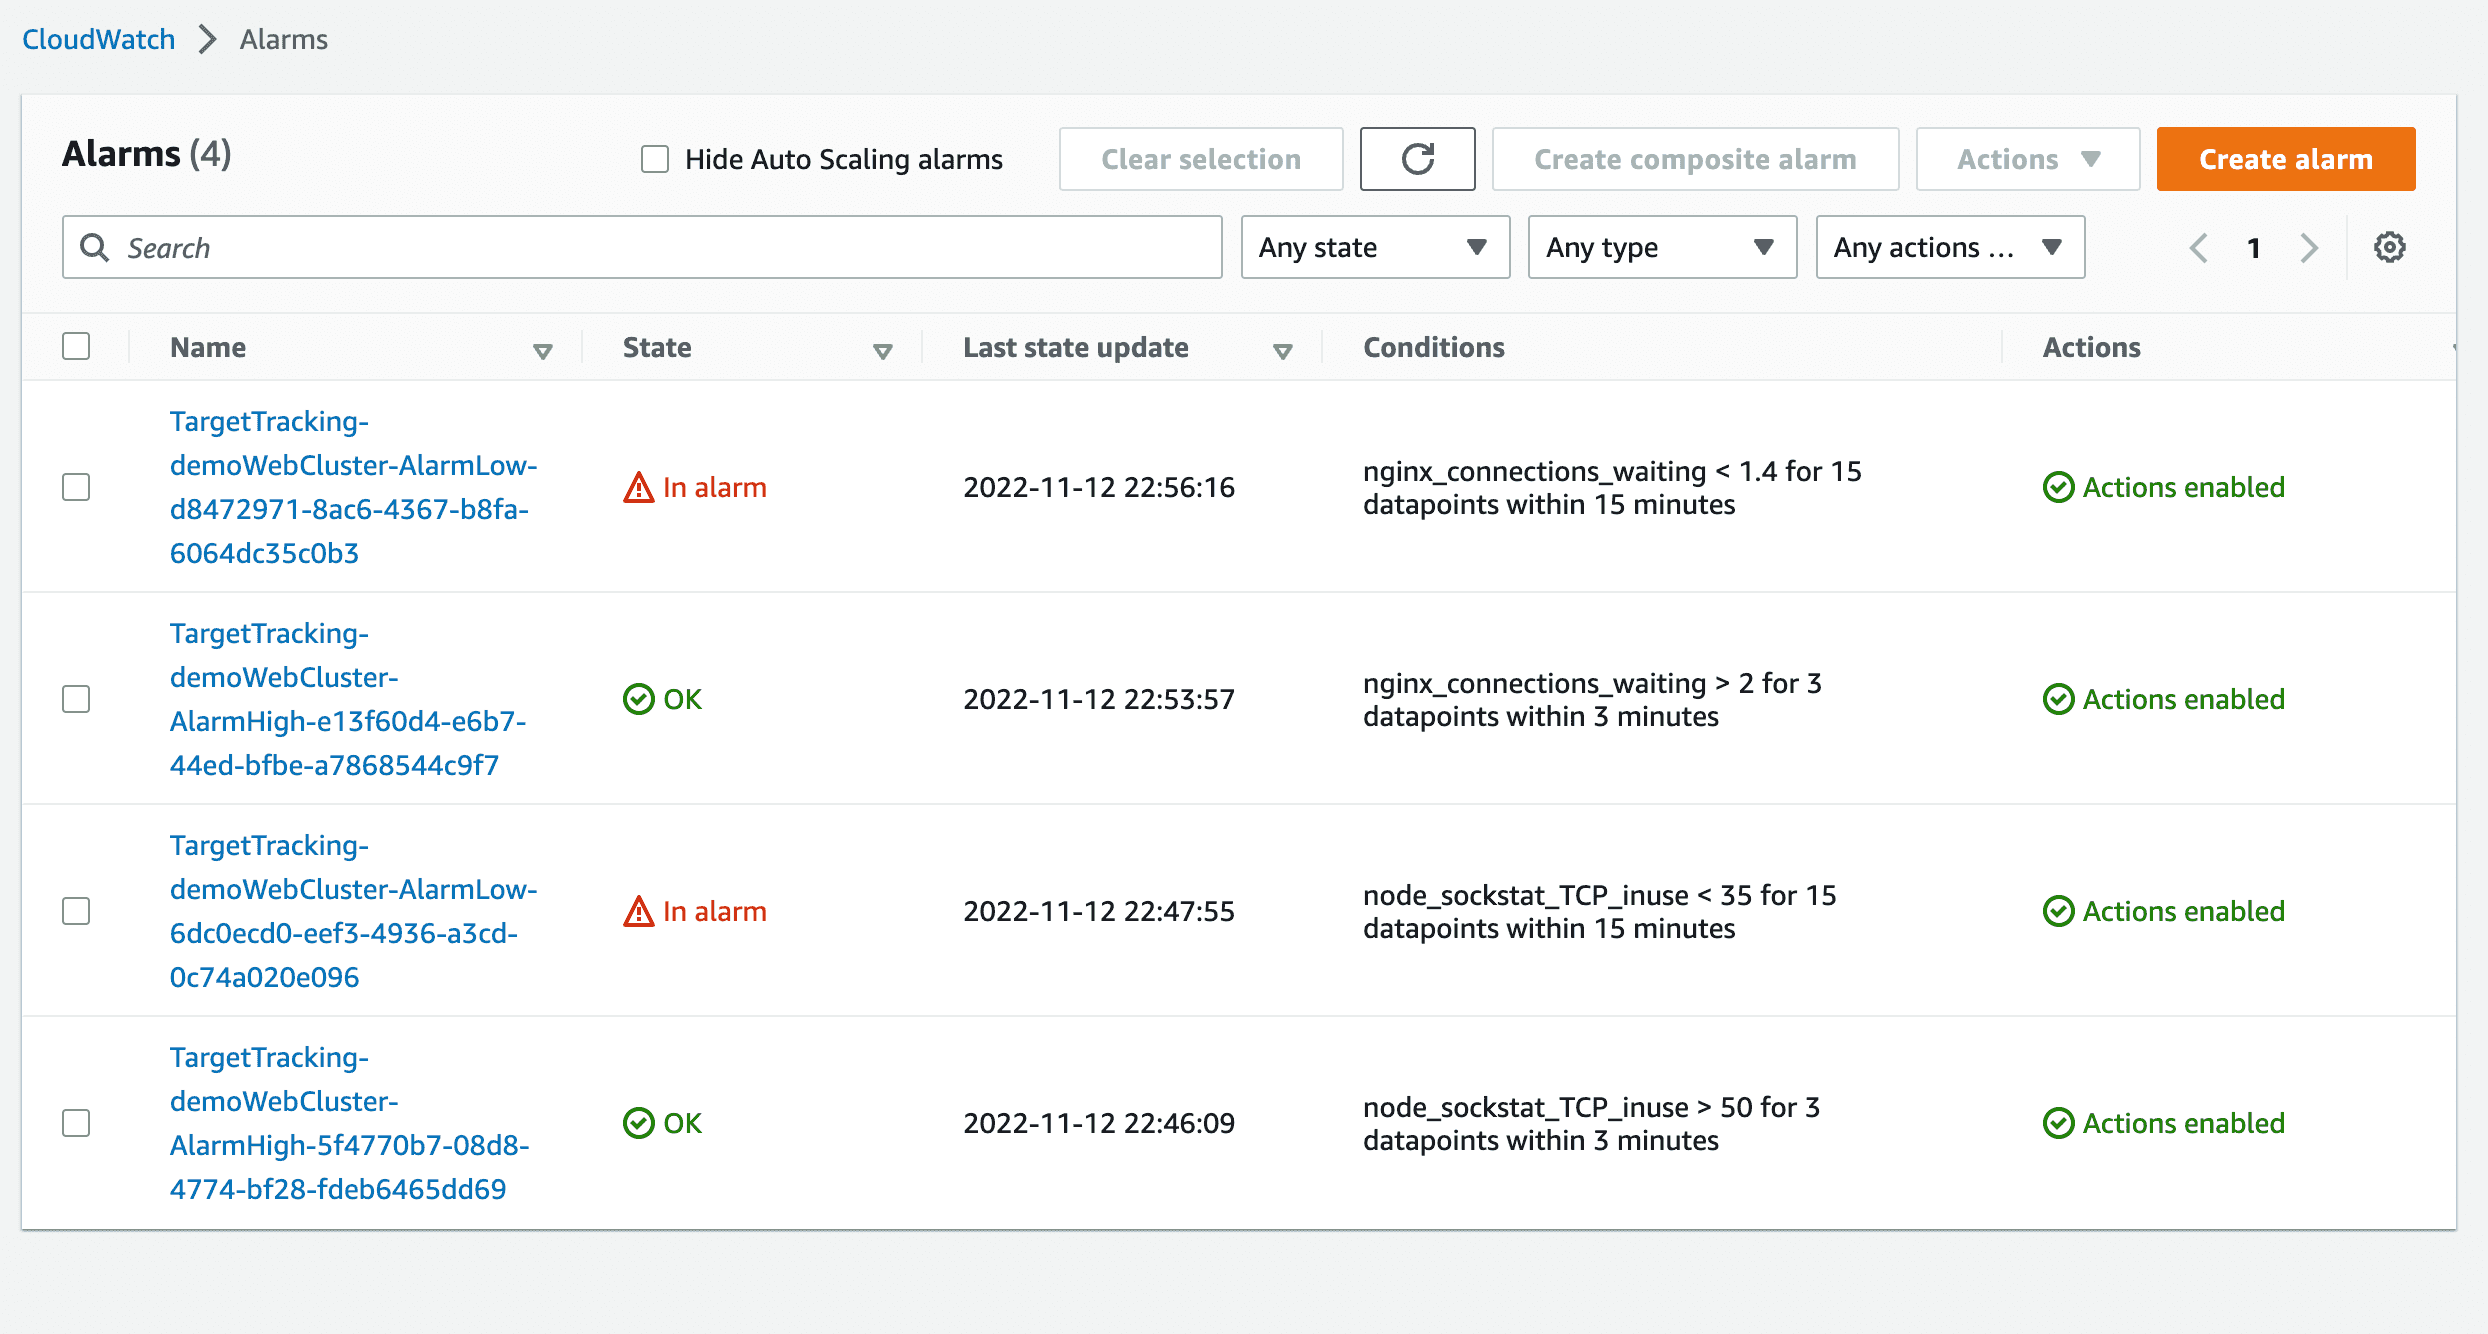 CloudWatch > Alarms
Alarms (4)
Hide Auto Scaling alarms
Clear selection
Create composite alarm
Actions
Create alarm
Search
Any state
Any type
Any actions ...
1
Name State Last state update Conditions Actions
TargetTracking-
demoWebCluster-AlarmLow-
d8472971-8ac6-4367-b8fa-
6064dc35c0b3
In alarm
2022-11-12 22:56:16
nginx_connections_waiting < 1.4 for 15
datapoints within 15 minutes
Actions enabled
TargetTracking-
demoWebCluster-
AlarmHigh-e13f60d4-e6b7-
44ed-bfbe-a7868544c9f7
OK
2022-11-12 22:53:57
nginx_connections_waiting > 2 for 3
datapoints within 3 minutes
Actions enabled
TargetTracking-
demoWebCluster-AlarmLow-
6dc0ecd0-eef3-4936-a3cd-
0c74a020e096
In alarm
2022-11-12 22:47:55
node_sockstat_TCP_inuse < 35 for 15
datapoints within 15 minutes
Actions enabled
TargetTracking-
demoWebCluster-
AlarmHigh-5f4770b7-08d8-
4774-bf28-fdeb6465dd69
OK
2022-11-12 22:46:09
node_sockstat_TCP_inuse > 50 for 3
datapoints within 3 minutes
Actions enabled